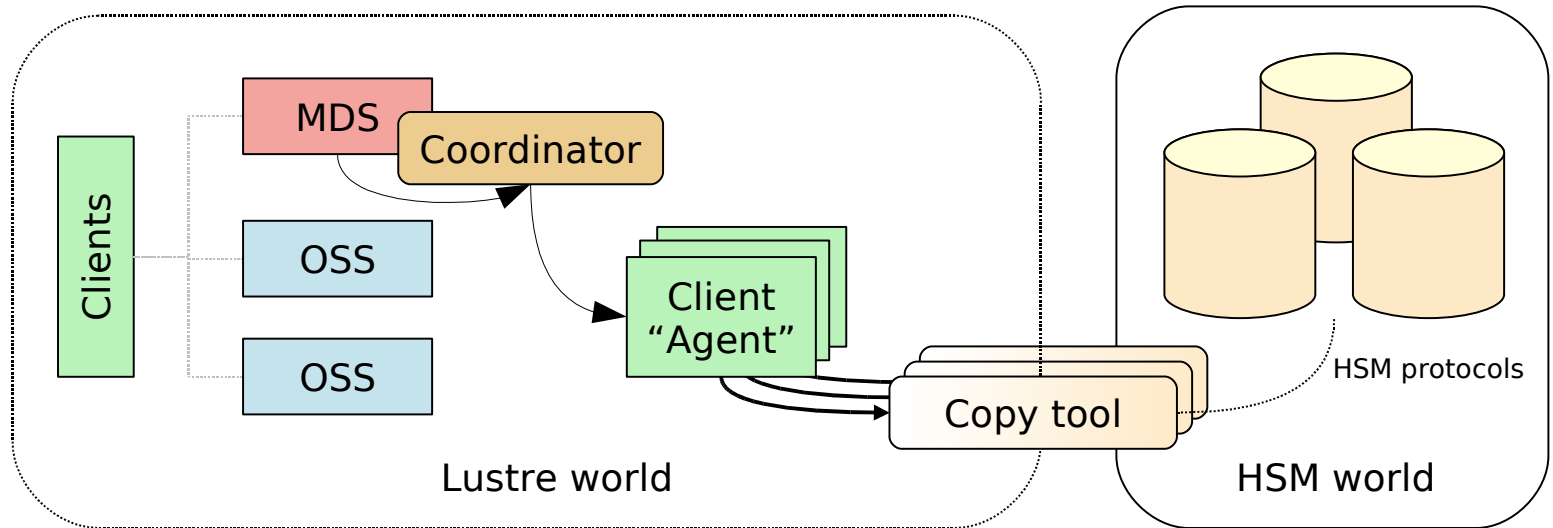 MDS
Coordinator
Clients
OSS
OSS
Client
“Agent”
Copy tool
HSM protocols
Lustre world
HSM world